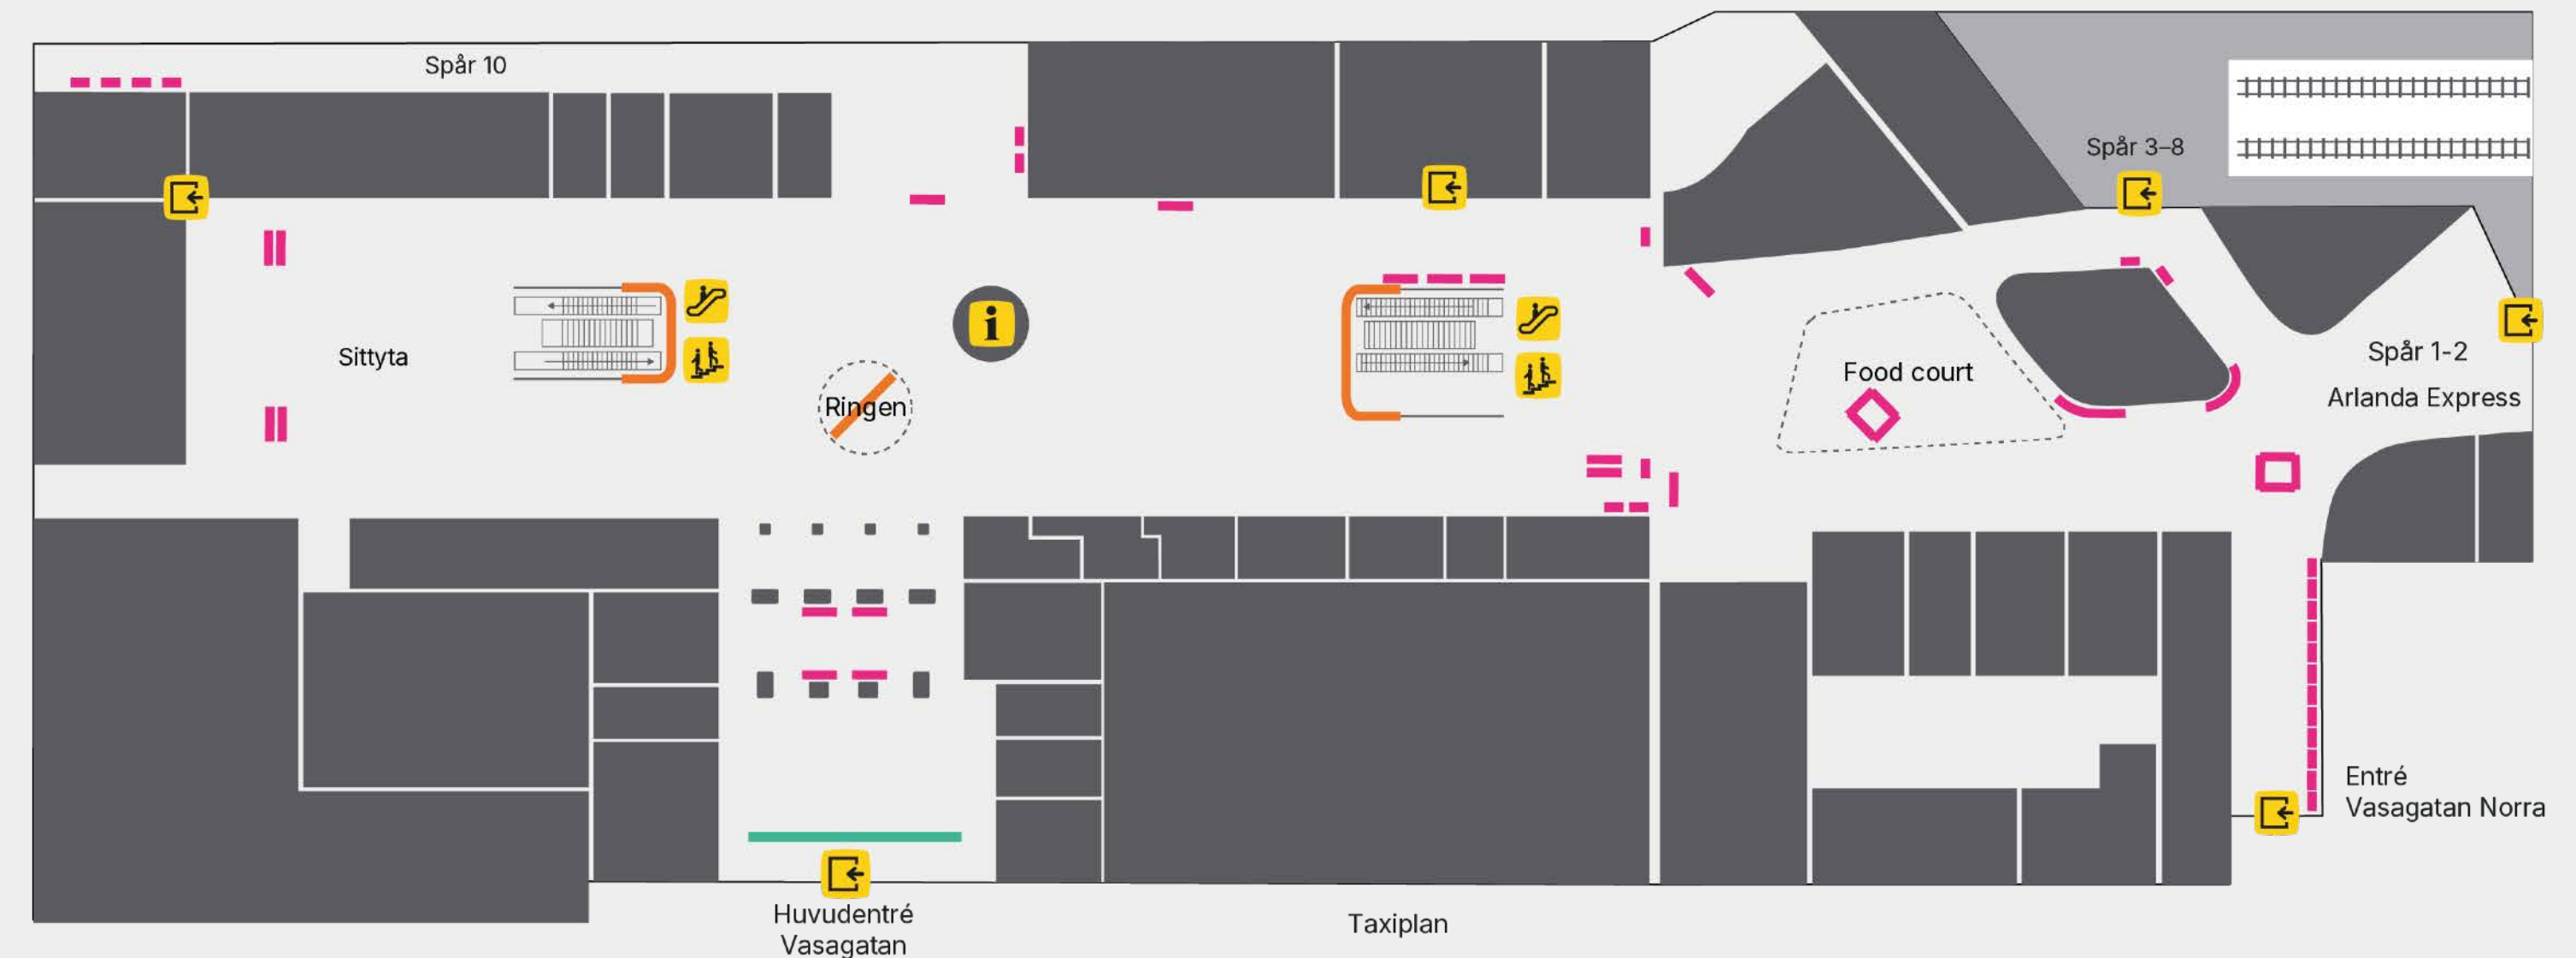 Spår 10
Spår 3–8
Sittyta
Ringen
Food court
Spår 1-2
Arlanda Express
i
Entré
Vasagatan Norra
Huvudentré
Vasagatan
Taxiplan